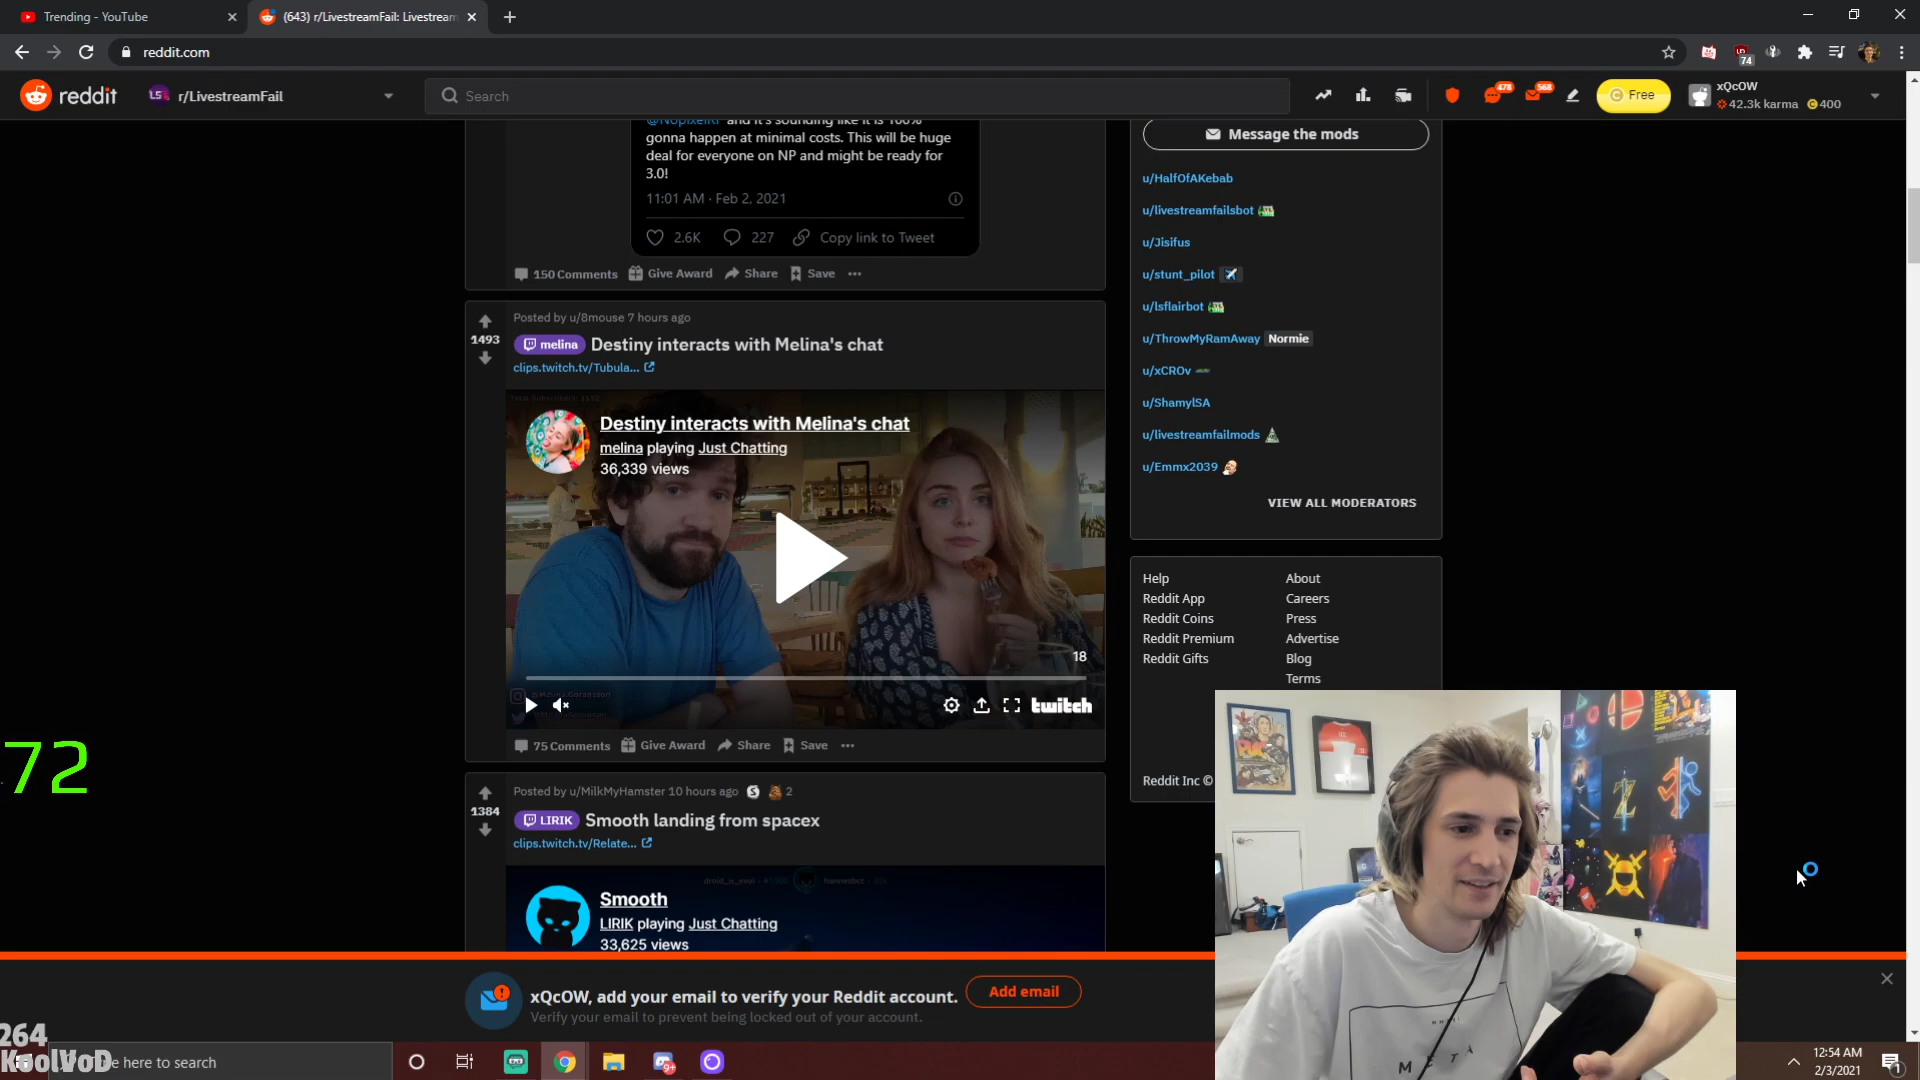 Trending - YouTube
(643) r/LivestreamFail: Livestream
reddit.com
74
reddit
r/LivestreamFail
Search
478
568
Free
xQcOW
42.3k karma
400
gonna happen at minimal costs. This will be huge
deal for everyone on NP and might be ready for
3.0!
11:01 AM · Feb 2, 2021
2.6K
227
Copy link to Tweet
150 Comments
Give Award
Share
Save
1493
Posted by u/8mouse 7 hours ago
melina
Destiny interacts with Melina's chat
clips.twitch.tv/Tubula...
Destiny interacts with Melina's chat
melina playing Just Chatting
36,339 views
18
twitch
75 Comments
Give Award
Share
Save
1384
Posted by u/MilkMyHamster 10 hours ago
2
LIRIK
Smooth landing from spacex
clips.twitch.tv/Relate...
Smooth
LIRIK playing Just Chatting
33,625 views
Message the mods
u/HalfOfAKebab
u/livestreamfailsbot
u/Jisifus
u/stunt_pilot
u/lsflairbot
u/ThrowMyRamAway Normie
u/xCROv
u/ShamylSA
u/livestreamfailmods
u/Emmx2039
VIEW ALL MODERATORS
Help
About
Reddit App
Careers
Reddit Coins
Press
Reddit Premium
Advertise
Reddit Gifts
Blog
Terms
Reddit Inc ©
72
META
xQcOW, add your email to verify your Reddit account.
Verify your email to prevent being locked out of your account.
Add email
264
KoolVoD
here to search
9+
12:54 AM
2/3/2021
1